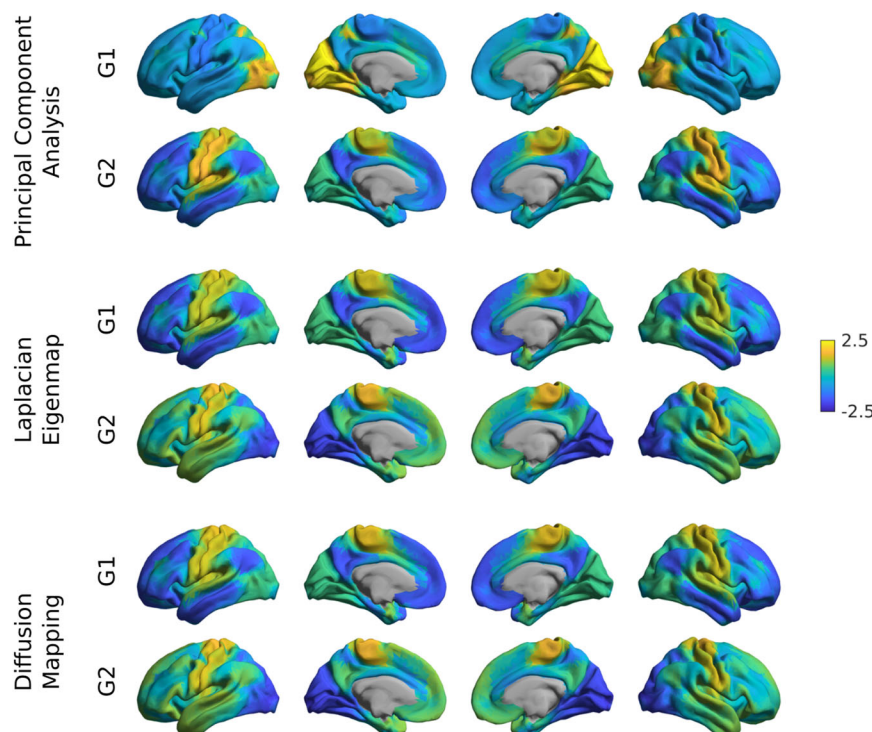 Principal Component
Analysis
G1
G2
Laplacian
Eigenmap
G1
G2
2.5
-2.5
Diffusion
Mapping
G1
G2